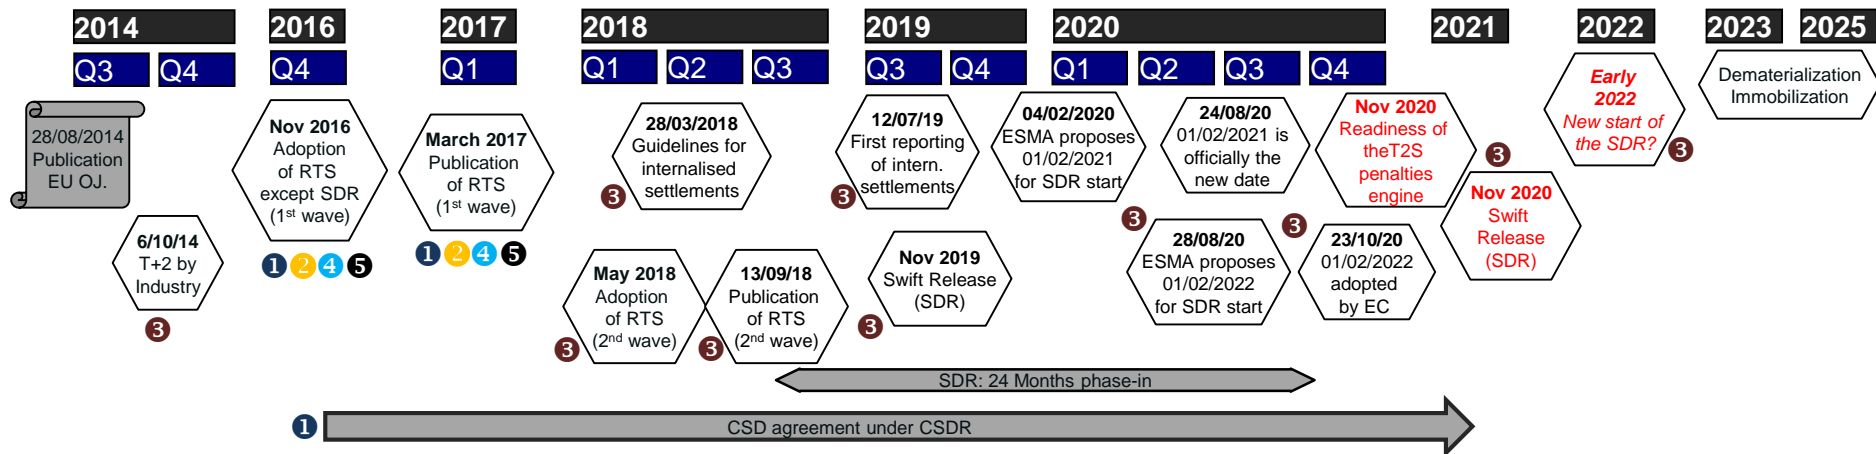 2014
2016
2017
2018
2019
2020
2021
2022
2023
2025
Q3
Q4
Q4
Q1
Q1
Q2
Q3
Q3
Q4
Q1
Q2
Q3
Q4
28/08/2014
Publication
EU OJ.
6/10/14
T+2 by
Industry
3
Nov 2016
Adoption
of RTS
except SDR
(1st wave)
1 2 4 5
March 2017
Publication
of RTS
(1st wave)
1 2 4 5
28/03/2018
Guidelines for
internalised
settlements
3
May 2018
Adoption
of RTS
(2nd wave)
3
13/09/18
Publication
of RTS
(2nd wave)
3
12/07/19
First reporting
of intern.
settlements
3
Nov 2019
Swift Release
(SDR)
3
04/02/2020
ESMA proposes
01/02/2021
for SDR start
3
24/08/20
01/02/2021 is
officially the
new date
28/08/20
ESMA proposes
01/02/2022
for SDR start
3
23/10/20
01/02/2022
adopted
by EC
Nov 2020
Readiness of
theT2S
penalties
engine
3
Nov 2020
Swift
Release
(SDR)
Early
2022
New start of
the SDR?
3
Dematerialization
Immobilization
SDR: 24 Months phase-in
1
CSD agreement under CSDR